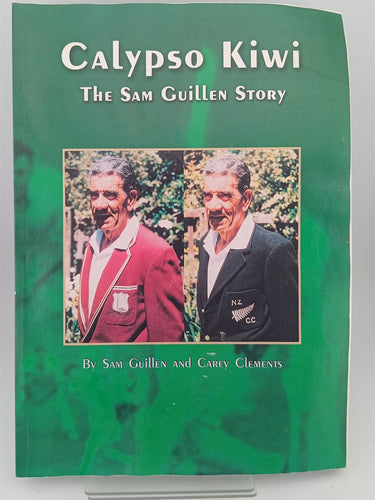 Calypso Kiwi
The Sam Guillen Story
N.Z.
C.C.
By Sam Guillen and Carey Clements